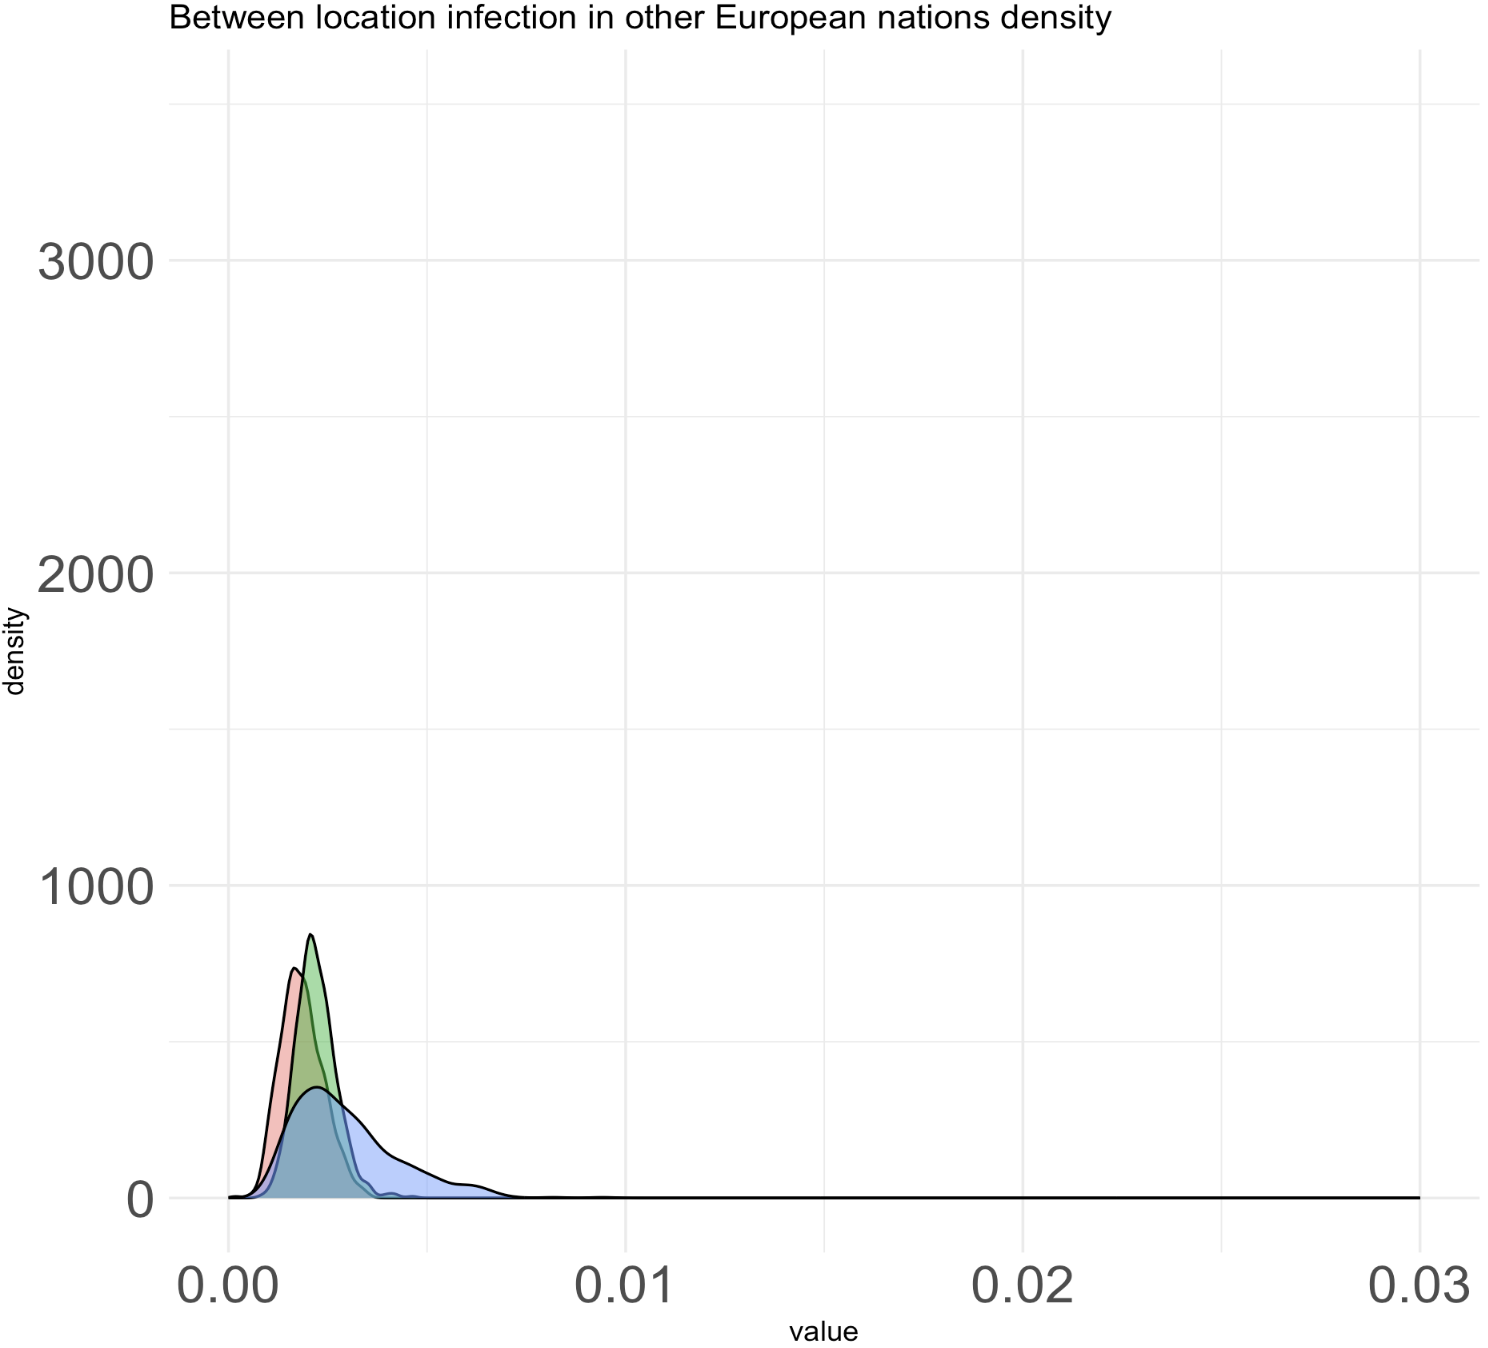 Between location infection in other European nations density
3000
2000
1000
0
density
0.00 0.01 0.02 0.03
value